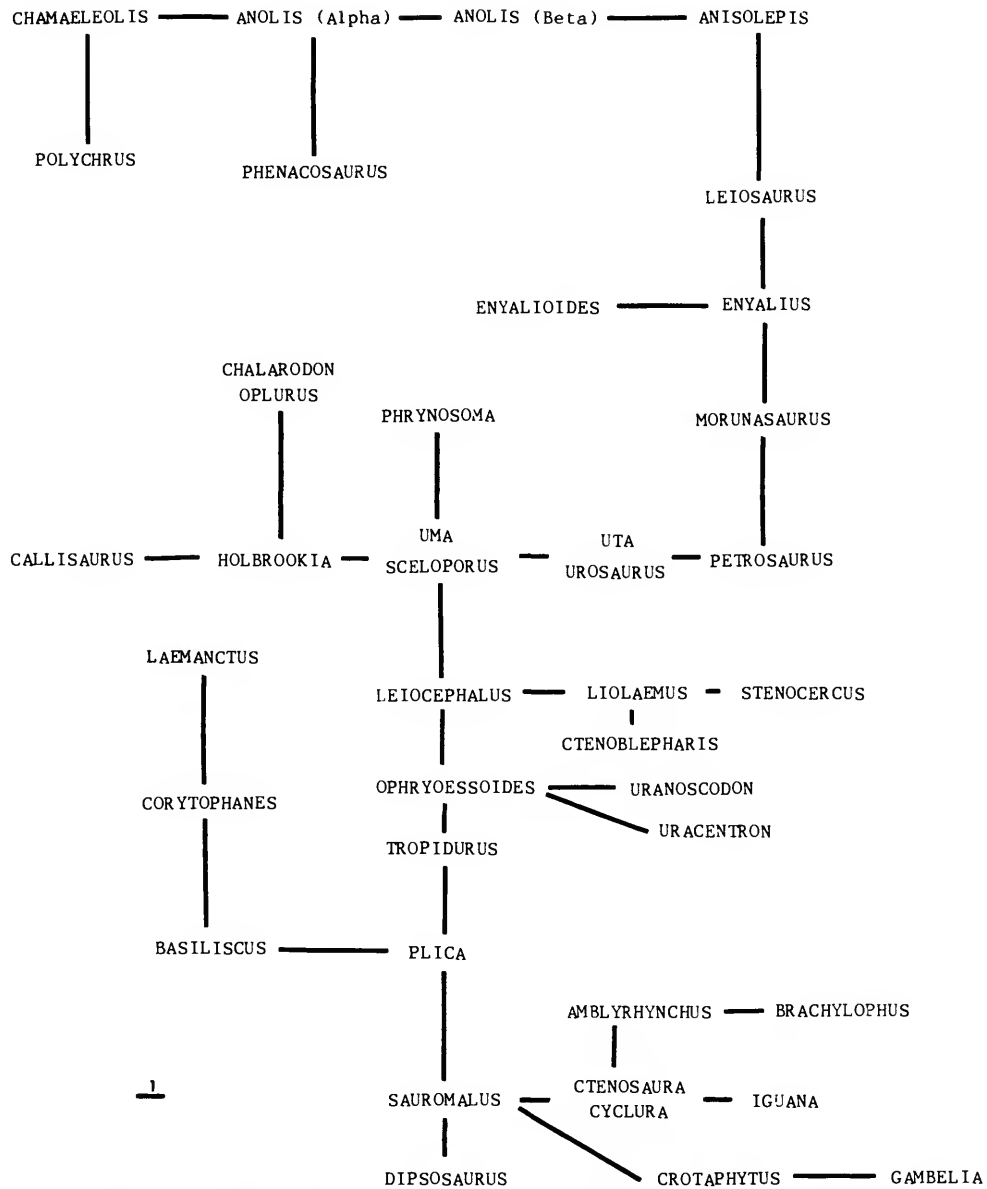 CHAMAELEOLIS ANOLIS (Alpha) ANOLIS (Beta) ANISOLEPIS
POLYCHRUS
PHENACOSAURUS
LEIOSAURUS
ENYALIOIDES ENYALIUS
CHALARODON
OPLURUS
PHRYNOSOMA
MORUNASAURUS
UMA
UTA
CALLISAURUS HOLBROOKIA SCELOPORUS UROSAURUS PETROSAURUS
LAEMANCTUS
LEIOCEPHALUS LIOLAEMUS STENOCERCUS
CTENOBLEPHARIS
OPHRYOESSOIDES URANOSCODON
CORYTOPHANES
URACENTRON
TROPIDURUS
BASILISCUS PLICA
AMBLYRHYNCHUS BRACHYLOPHUS
CTENOSAURA
SAUROMALUS CYCLURA IGUANA
1
DIPSOSAURUS CROTAPHYTUS GAMBELIA